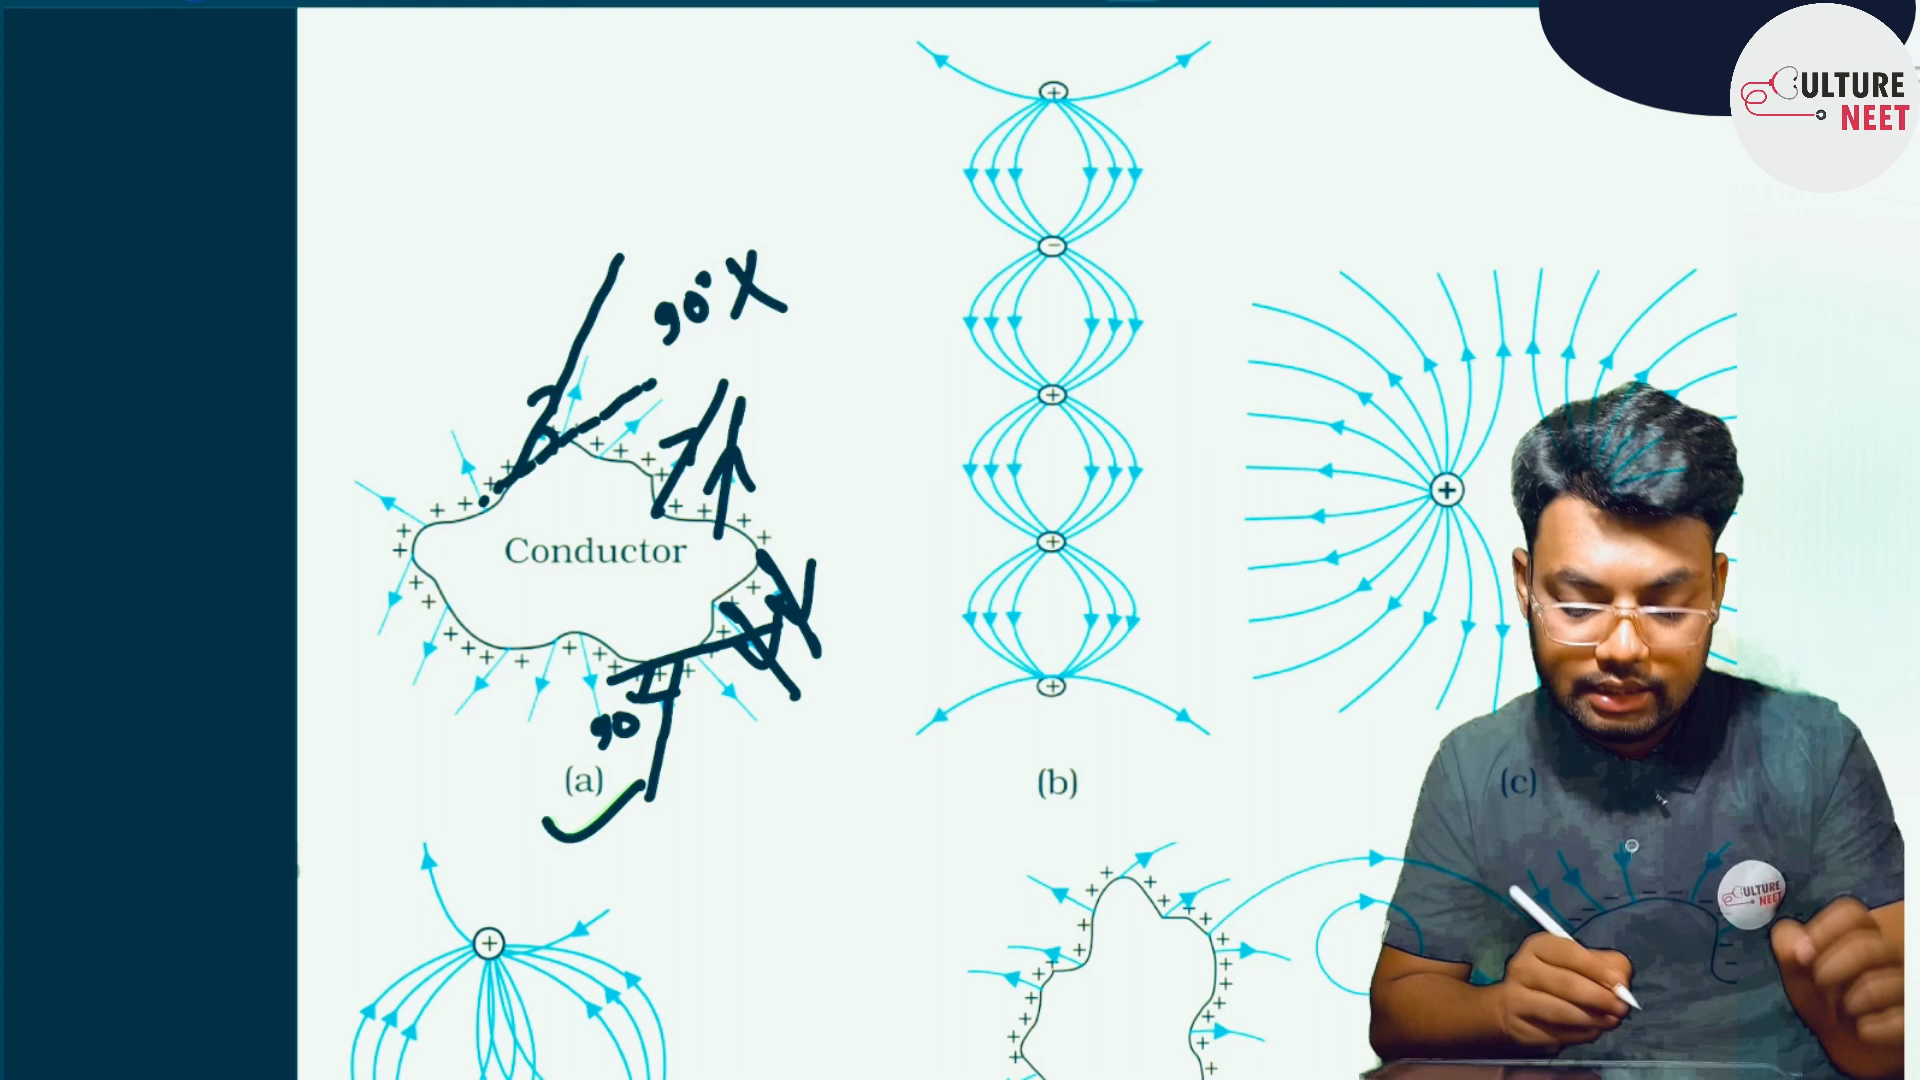 CULTURE
NEET
90° X
Conductor
90
(a)
(b)
(c)
CULTURE
NEET